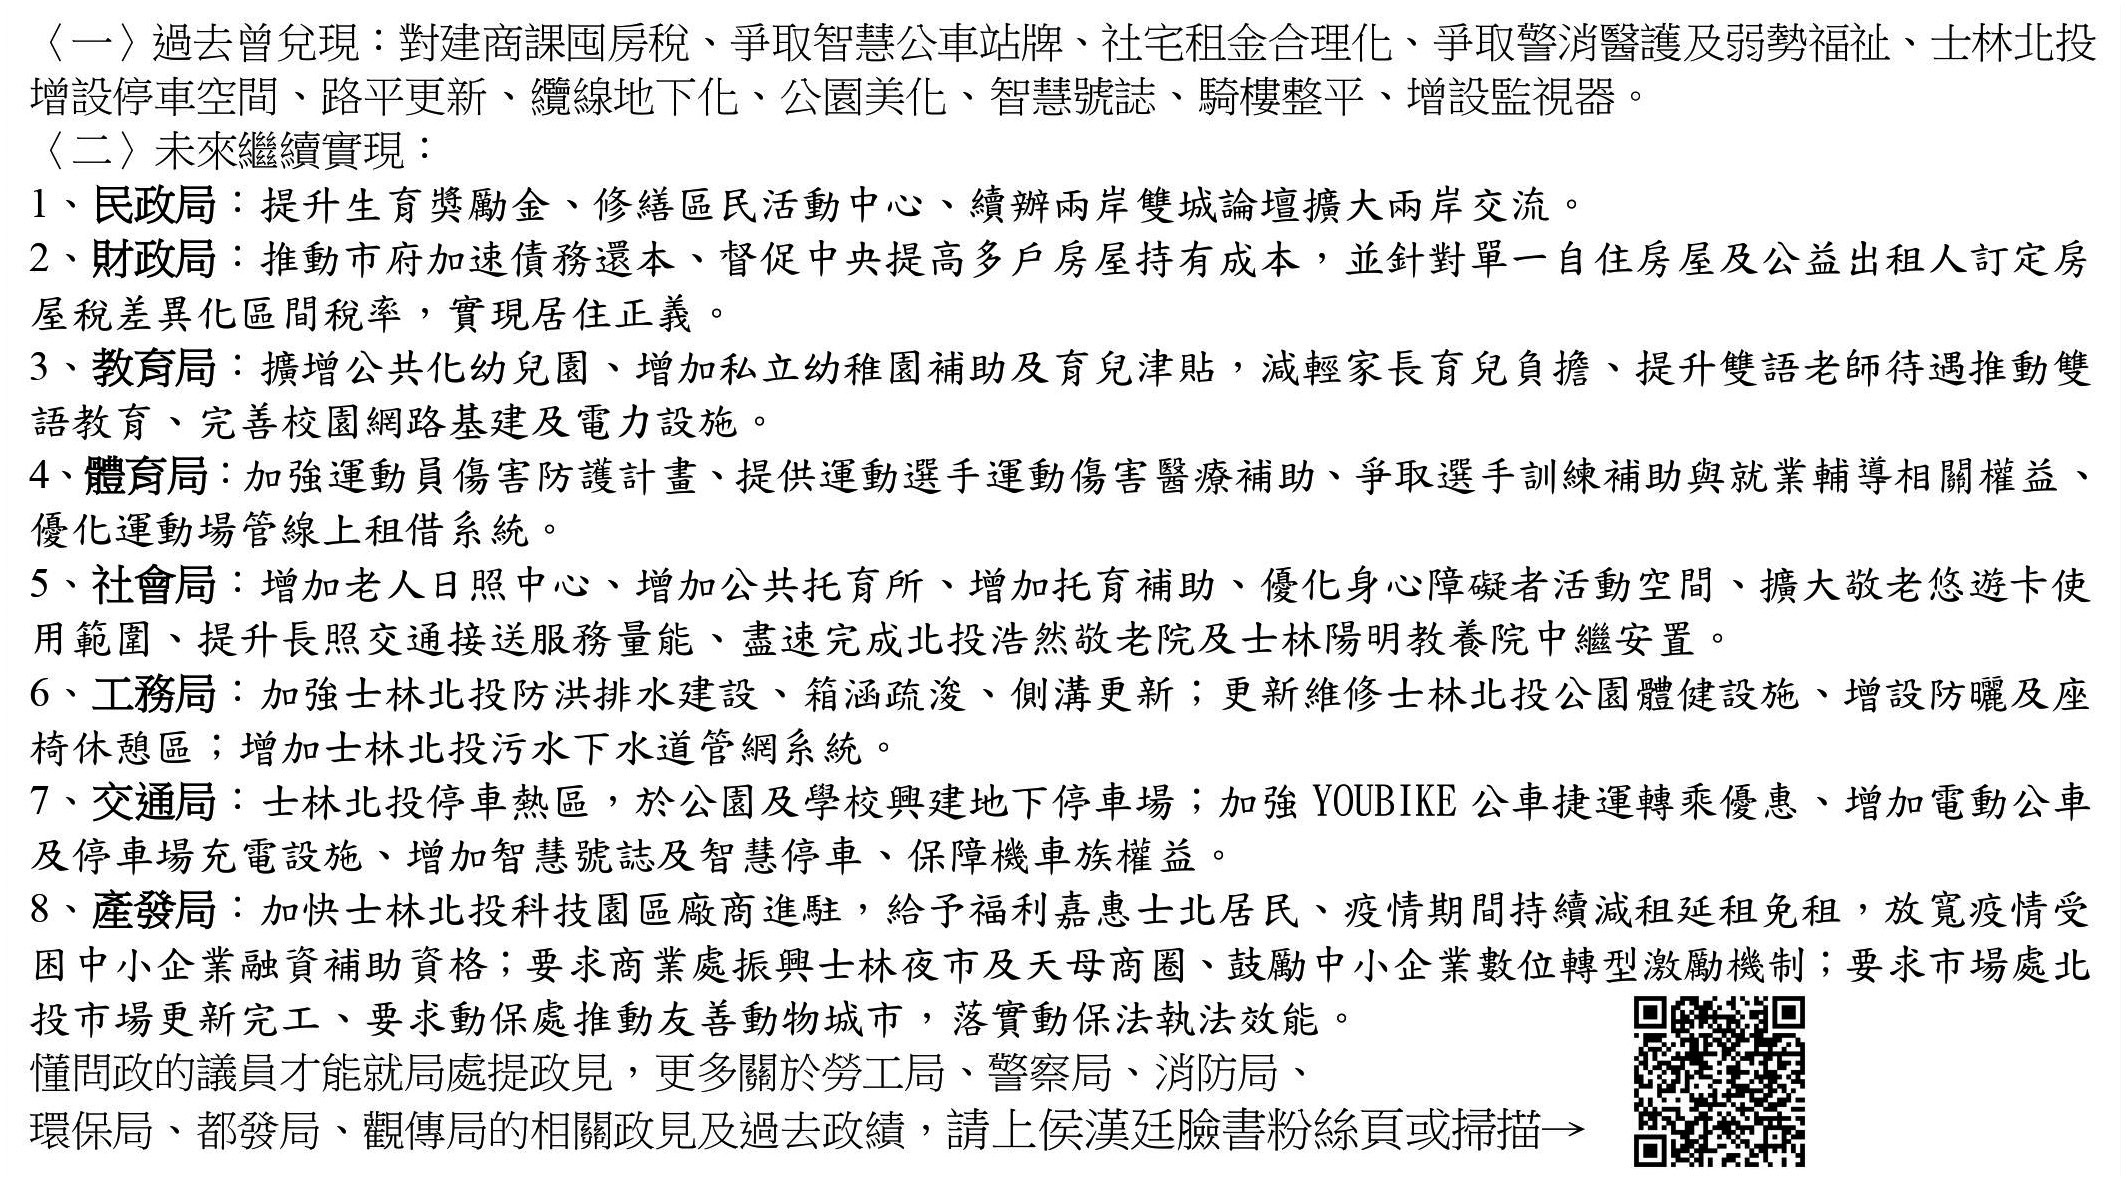 〈一〉過去曾兌現：對建商課囤房稅、爭取智慧公車站牌、社宅租金合理化、爭取警消醫護及弱勢福祉、士林北投
增設停車空間、路平更新、纜線地下化、公園美化、智慧號誌、騎樓整平、增設監視器。
〈二〉未來繼續實現：
1、民政局：提升生育獎勵金、修繕區民活動中心、續辦兩岸雙城論壇擴大兩岸交流。
2、財政局：推動市府加速債務還本、督促中央提高多戶房屋持有成本，並針對單一自住房屋及公益出租人訂定房
屋稅差異化區間稅率，實現居住正義。
3、教育局：擴增公共化幼兒園、增加私立幼稚園補助及育兒津貼，減輕家長育兒負擔、提升雙語老師待遇推動雙
語教育、完善校園網路基建及電力設施。
4、體育局：加強運動員傷害防護計畫、提供運動選手運動傷害醫療補助、爭取選手訓練補助與就業輔導相關權益、
優化運動場管線上租借系統。
5、社會局：增加老人日照中心、增加公共托育所、增加托育補助、優化身心障礙者活動空間、擴大敬老悠遊卡使
用範圍、提升長照交通接送服務量能、盡速完成北投浩然敬老院及士林陽明教養院中繼安置。
6、工務局：加強士林北投防洪排水建設、箱涵疏浚、側溝更新；更新維修士林北投公園體健設施、增設防曬及座
椅休憩區；增加士林北投污水下水道管網系統。
7、交通局：士林北投停車熱區，於公園及學校興建地下停車場；加強 YOUBIKE 公車捷運轉乘優惠、增加電動公車
及停車場充電設施、增加智慧號誌及智慧停車、保障機車族權益。
8、產發局：加快士林北投科技園區廠商進駐，給予福利嘉惠士北居民、疫情期間持續減租延租免租，放寬疫情受
困中小企業融資補助資格；要求商業處振興士林夜市及天母商圈、鼓勵中小企業數位轉型激勵機制；要求市場處北
投市場更新完工、要求動保處推動友善動物城市，落實動保法執法效能。
懂問政的議員才能就局處提政見，更多關於勞工局、警察局、消防局、
環保局、都發局、觀傳局的相關政見及過去政績，請上侯漢廷臉書粉絲頁或掃描→